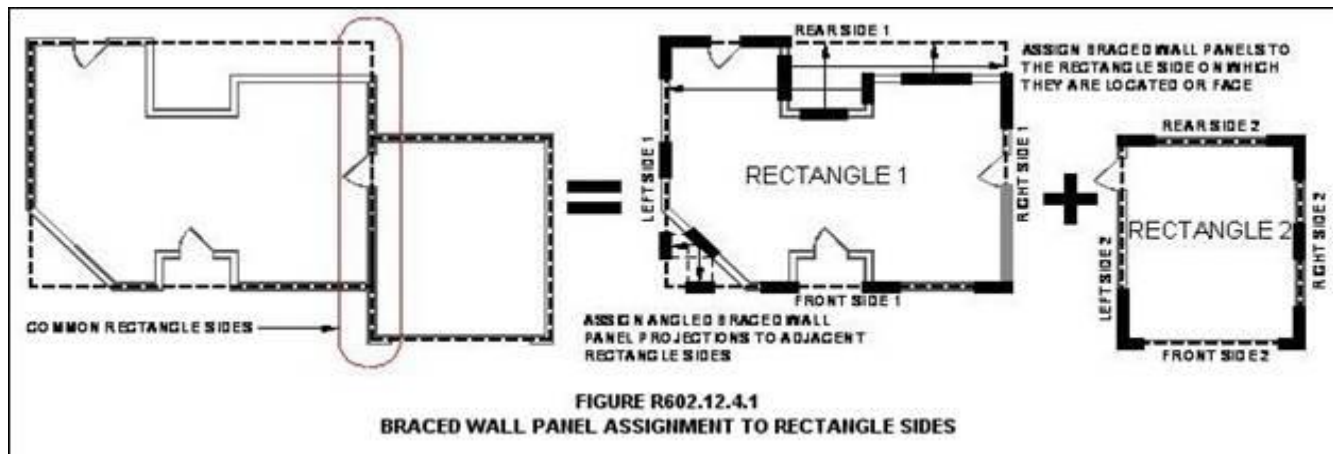 REAR SIDE 1
ASSIGN BRACED WALL PANELS TO
THE RECTANGLE SIDE ON WHICH
THEY ARE LOCATED OR FACE
LEFT SIDE 1
RECTANGLE 1
RIGHT SIDE 1
REAR SIDE 2
LEFT SIDE 2
RECTANGLE 2
RIGHT SIDE 2
FRONT SIDE 1
COMMON RECTANGLE SIDES
ASSIGN ANGLED BRACED WALL
PANEL PROJECTIONS TO ADJACENT
RECTANGLE SIDES
FRONT SIDE 2
FIGURE R602.12.4.1
BRACED WALL PANEL ASSIGNMENT TO RECTANGLE SIDES